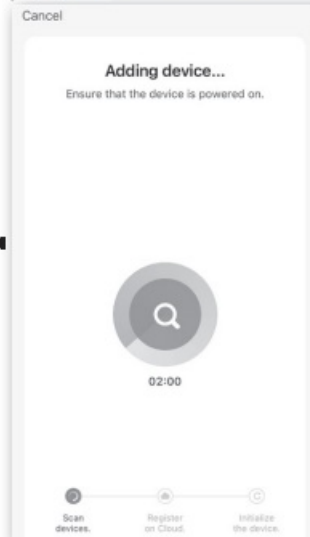 Cancel
Adding device...
Ensure that the device is powered on.
02:00
Scan
devices.
Register
on Cloud.
Initialize
the device.